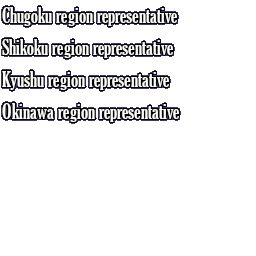 Chugoku region representative
Shikoku region representative
Kyushu region representative
Okinawa region representative